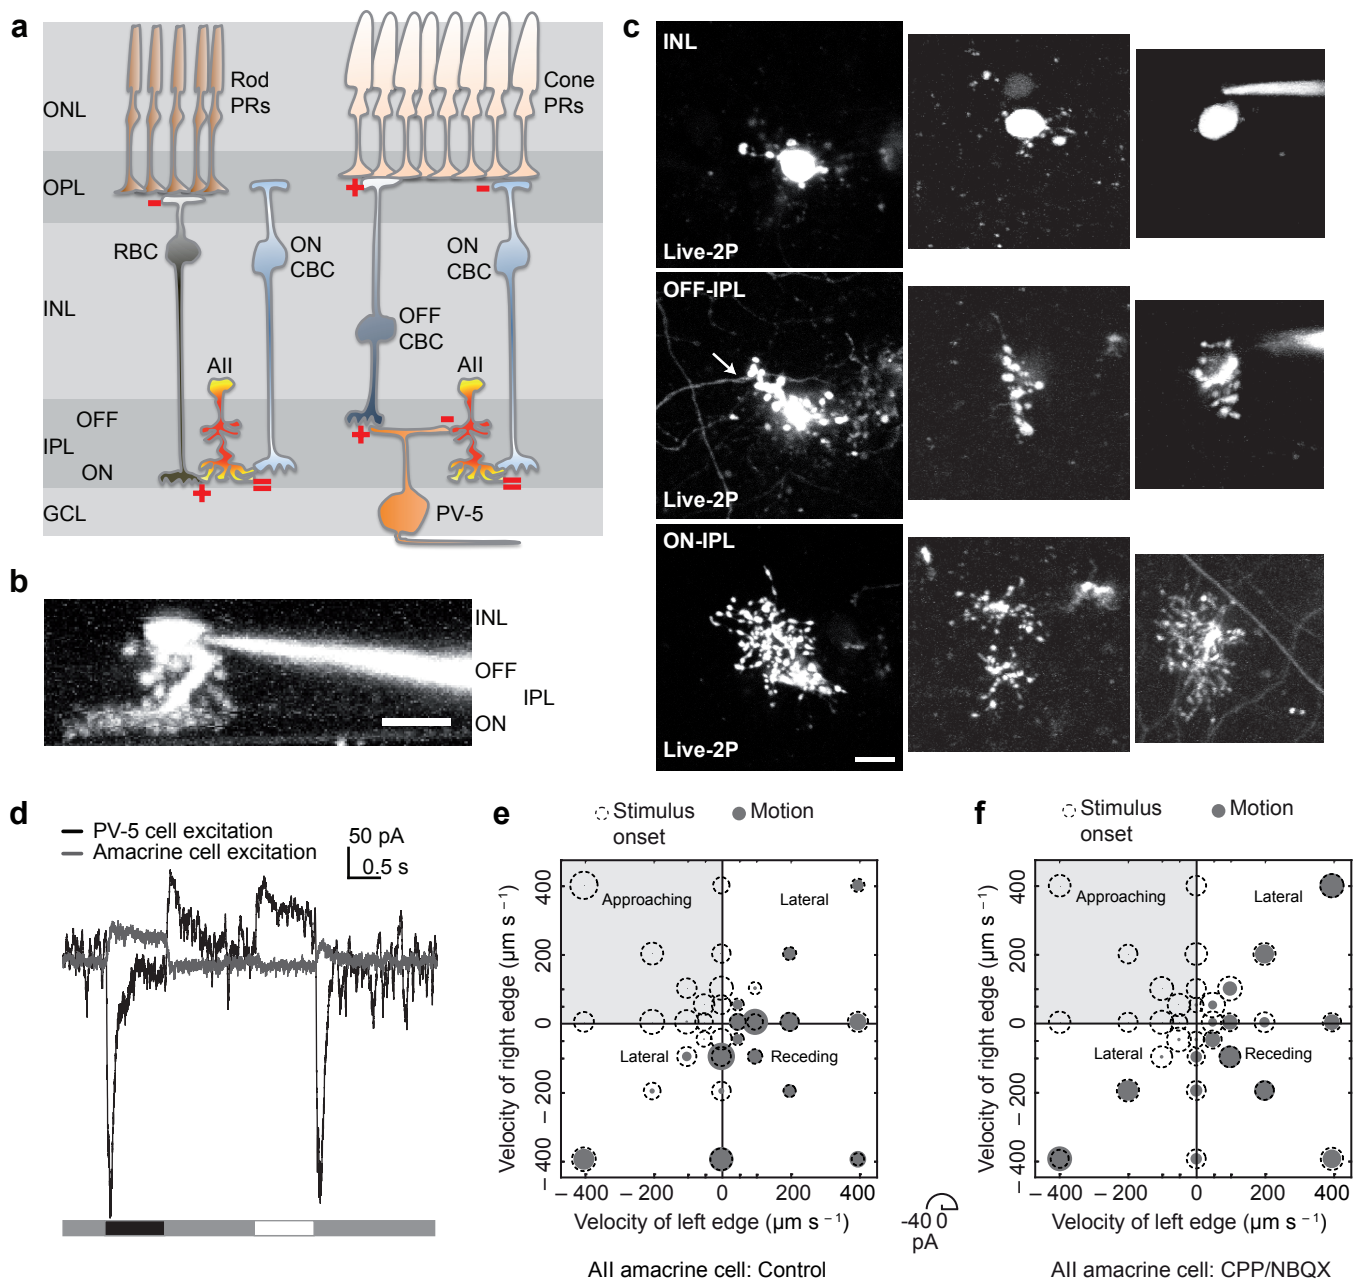 a
Rod
PRs
Cone
PRs
ONL
OPL
+
-
-
RBC
ON
CBC
ON
CBC
INL
OFF
CBC
AII
AII
OFF
IPL
ON
+
-
+
=
=
GCL
PV-5
b
INL
OFF
IPL
ON
c
INL
Live-2P
OFF-IPL
Live-2P
ON-IPL
Live-2P
d
PV-5 cell excitation
Amacrine cell excitation
50 pA
0.5 s
e
Stimulus
onset
Motion
Approaching
Lateral
Lateral
Receding
400
200
0
– 200
– 400
Velocity of right edge (µm s –1)
– 400
– 200
0
200
400
Velocity of left edge (µm s –1)
AII amacrine cell: Control
-40 0
pA
f
Stimulus
onset
Motion
Approaching
Lateral
Lateral
Receding
400
200
0
– 200
– 400
Velocity of right edge (µm s –1)
– 400
– 200
0
200
400
Velocity of left edge (µm s –1)
AII amacrine cell: CPP/NBQX